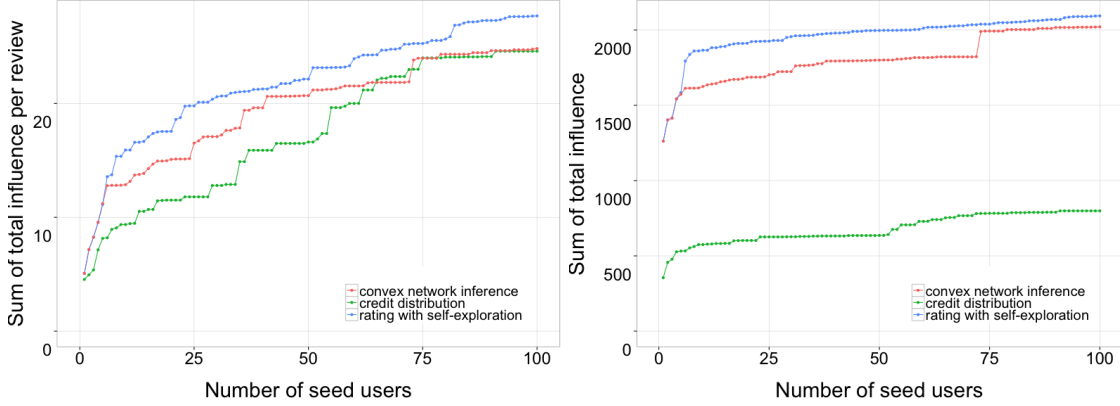 Sum of total influence per review
20
10
0
convex network inference
credit distribution
rating with self-exploration
0 25 50 75 100
Number of seed users
Sum of total influence
2000
1500
1000
500
0
convex network inference
credit distribution
rating with self-exploration
0 25 50 75 100
Number of seed users